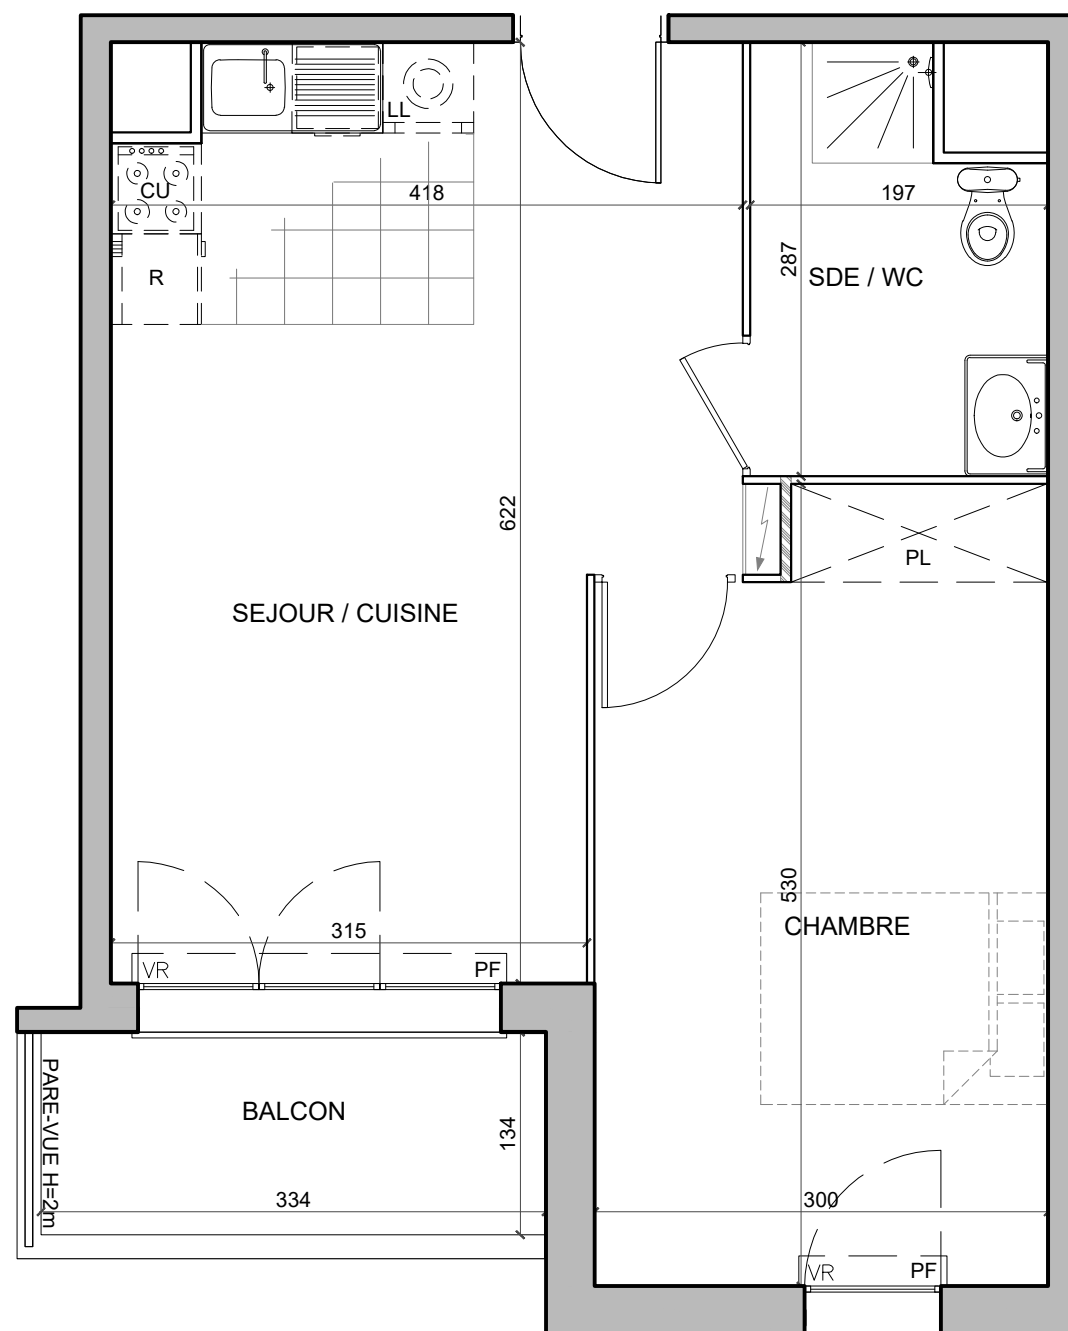 LL
CU
418
197
287
R
SDE / WC
622
PL
SEJOUR / CUISINE
530
CHAMBRE
315
VR
PF
PARE-VUE H=2m
BALCON
134
334
300
VR
PF